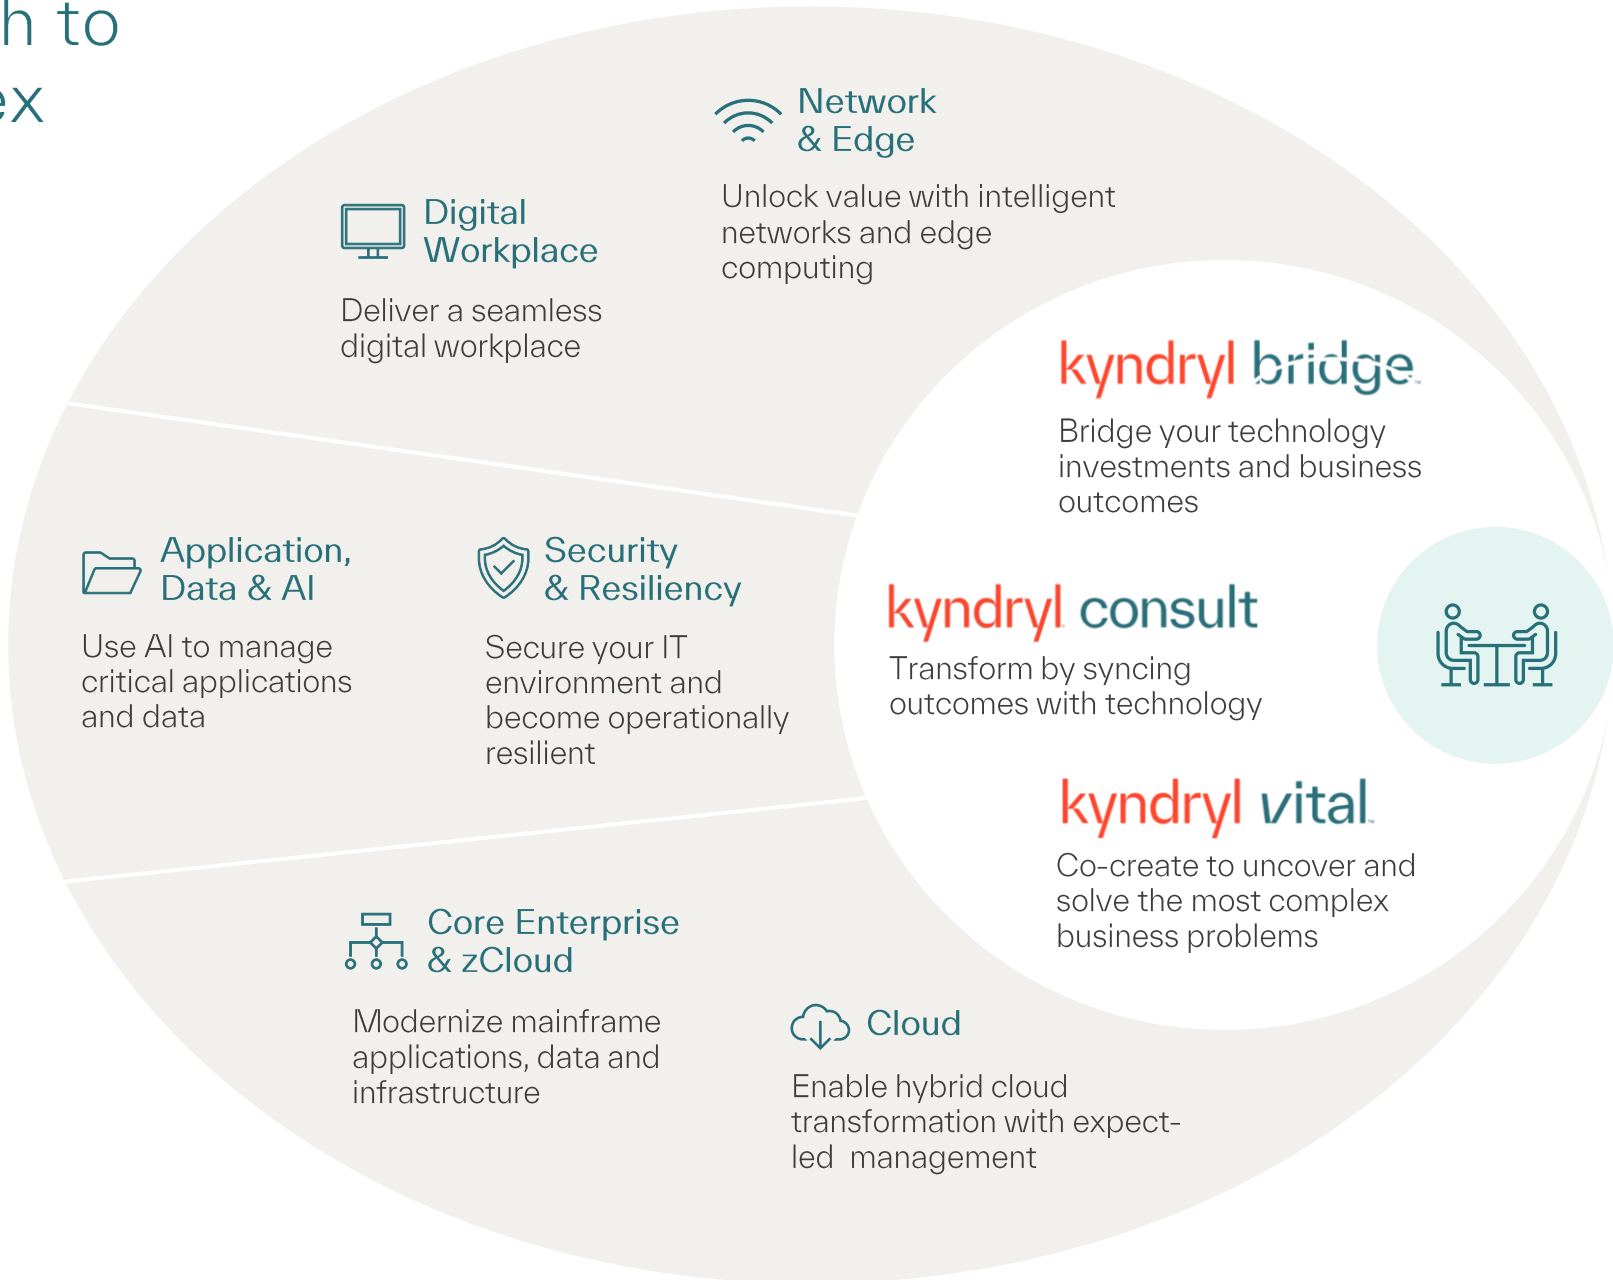 h to
ex
Network
& Edge
Unlock value with intelligent
networks and edge
computing
Digital
Workplace
Deliver a seamless
digital workplace
kyndryl bridge™
Bridge your technology
investments and business
outcomes
Application,
Data & AI
Use AI to manage
critical applications
and data
Security
& Resiliency
Secure your IT
environment and
become operationally
resilient
kyndryl consult
Transform by syncing
outcomes with technology
kyndryl vital™
Co-create to uncover and
solve the most complex
business problems
Core Enterprise
& zCloud
Modernize mainframe
applications, data and
infrastructure
Cloud
Enable hybrid cloud
transformation with expect-
led  management